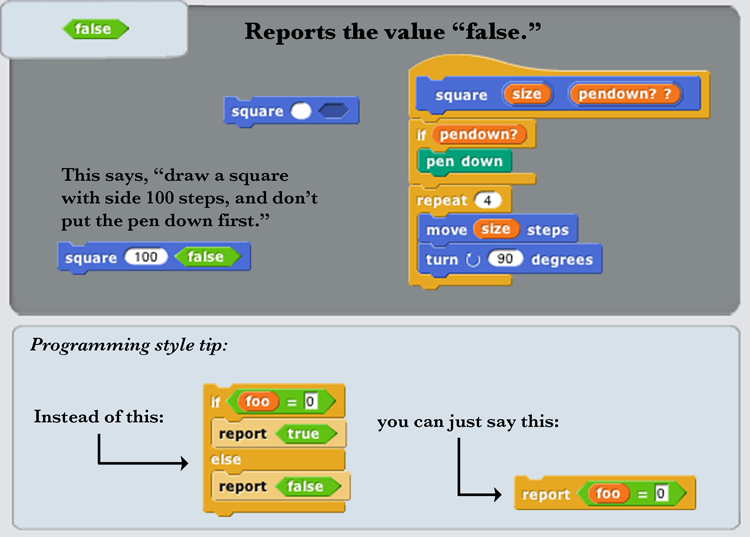 false
Reports the value “false.”
square
square size pendown? ?
if pendown?
pen down
repeat 4
move size steps
turn ↻ 90 degrees
This says, “draw a square
with side 100 steps, and don’t
put the pen down first.”
square 100 false
Programming style tip:
Instead of this:
if foo = 0
report true
else
report false
you can just say this:
report foo = 0